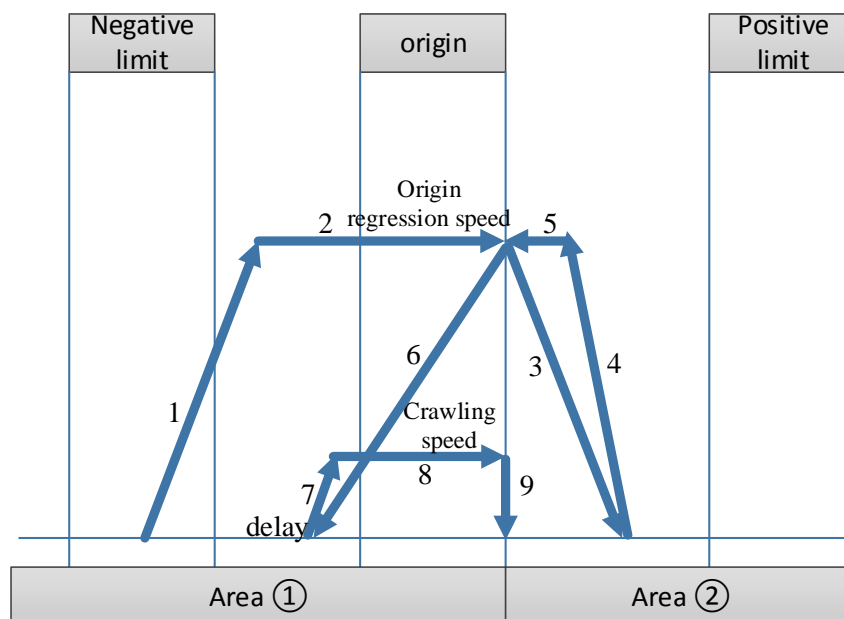 Negative
limit
origin
Positive
limit
Origin
regression speed
2
5
6
3
4
1
Crawling
speed
7
8
9
delay
Area ①
Area ②